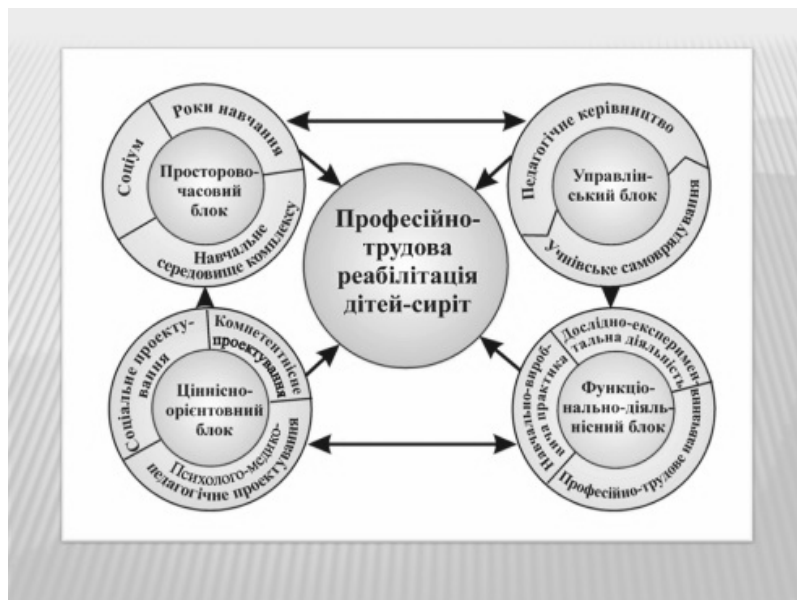 Роки навчання
Соціум
Просторово-
часовий
блок
Навчальне
середовище комплексу
Педагогічне керівництво
Управлін-
ський блок
Учнівське самоврядування
Професійно-
трудова
реабілітація
дітей-сиріт
Соціальне проекту-
вання
Компетентнісне
проектування
Ціннісно-
орієнтовний
блок
Психолого-медико-
педагогічне проектування
Дослідно-експеримен-
тальна діяльність
Навчально-вироб-
нича практика
Функціо-
нально-діяль-
нісний блок
Професійно-трудове навчання